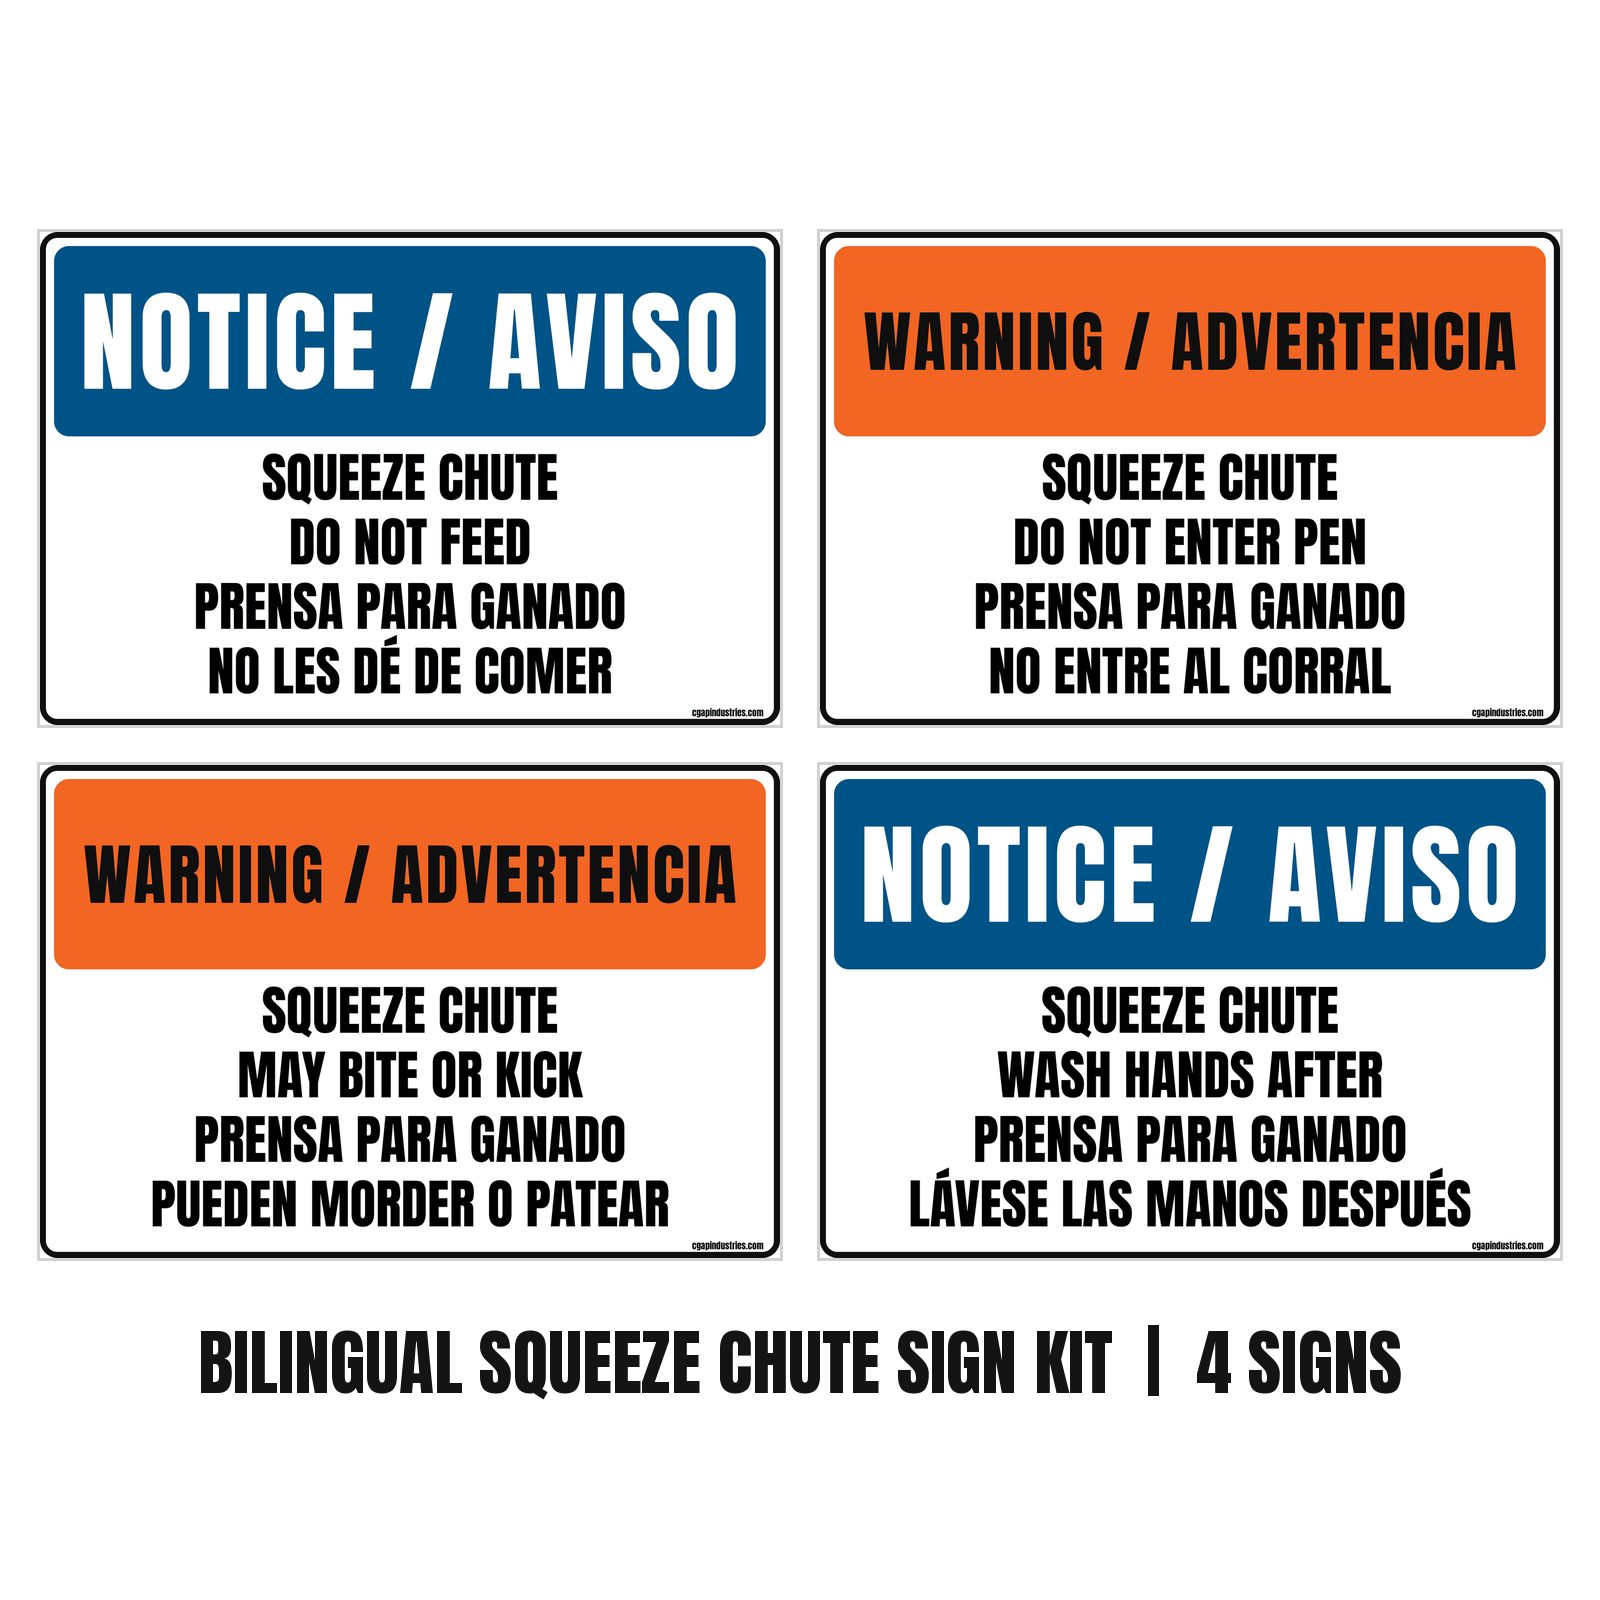 NOTICE / AVISO
SQUEEZE CHUTE
DO NOT FEED
PRENSA PARA GANADO
NO LES DÉ DE COMER
cgapindustries.com
WARNING / ADVERTENCIA
SQUEEZE CHUTE
DO NOT ENTER PEN
PRENSA PARA GANADO
NO ENTRE AL CORRAL
cgapindustries.com
WARNING / ADVERTENCIA
SQUEEZE CHUTE
MAY BITE OR KICK
PRENSA PARA GANADO
PUEDEN MORDER O PATEAR
cgapindustries.com
NOTICE / AVISO
SQUEEZE CHUTE
WASH HANDS AFTER
PRENSA PARA GANADO
LÁVESE LAS MANOS DESPUÉS
cgapindustries.com
BILINGUAL SQUEEZE CHUTE SIGN KIT | 4 SIGNS